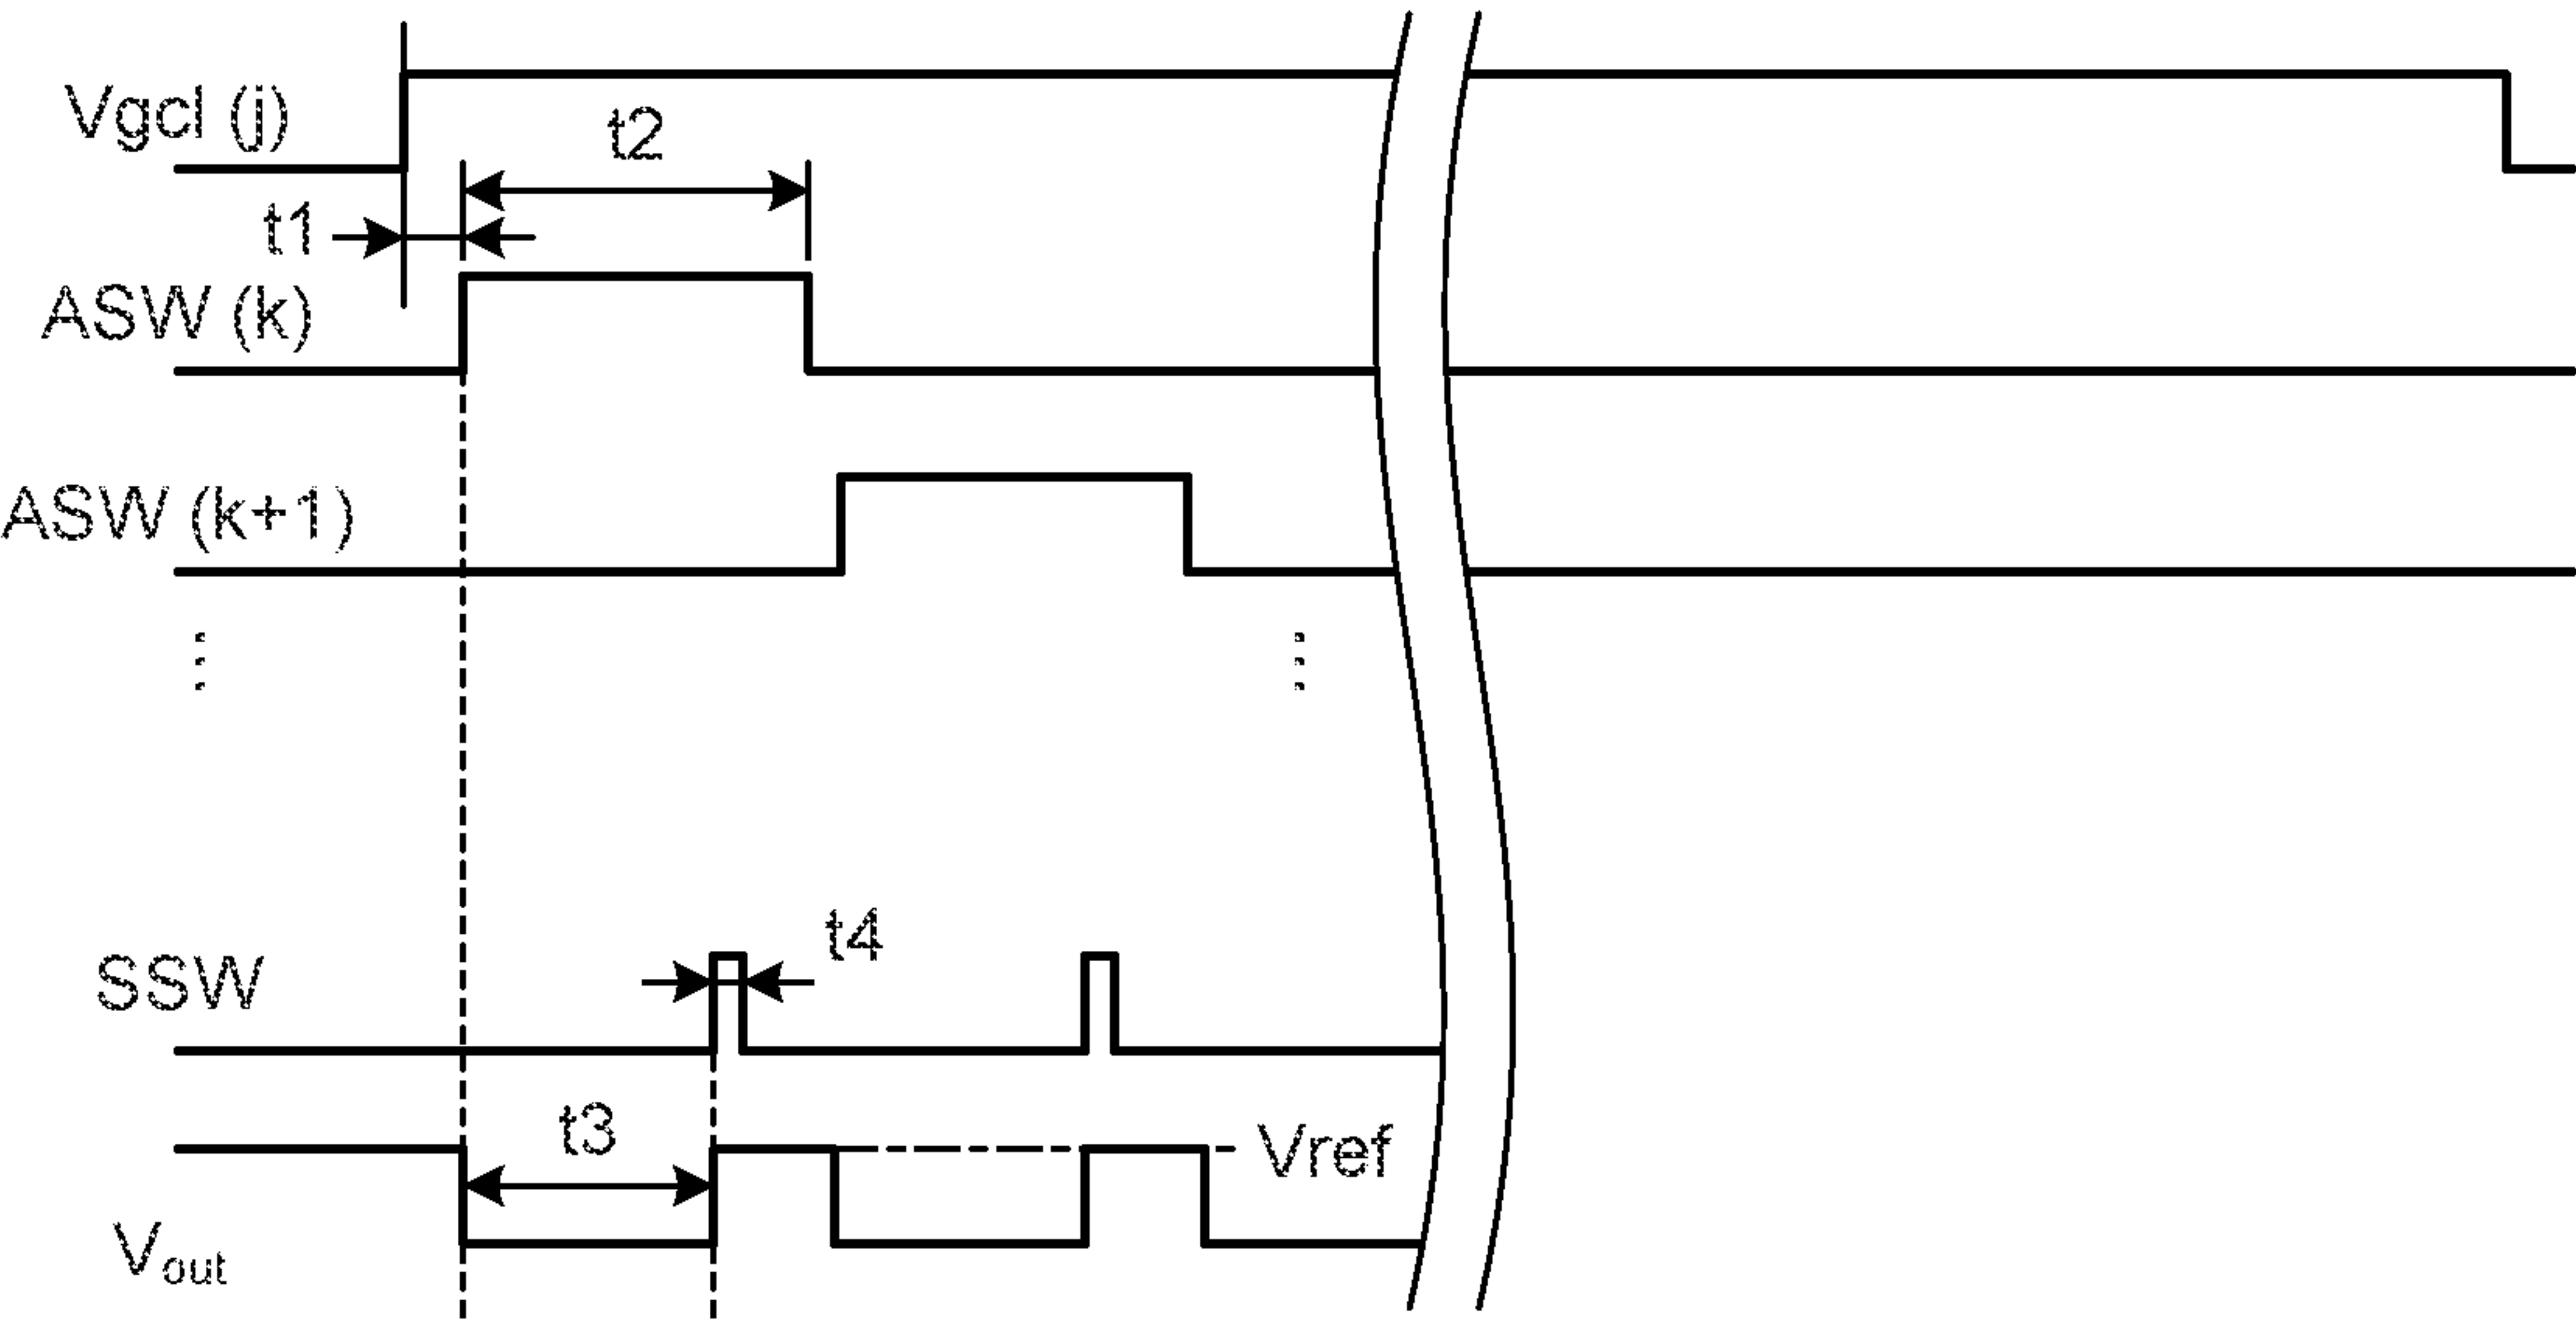 Vgcl (j)
t2
t1
ASW (k)
ASW (k+1)
t4
SSW
t3
Vref
Vout